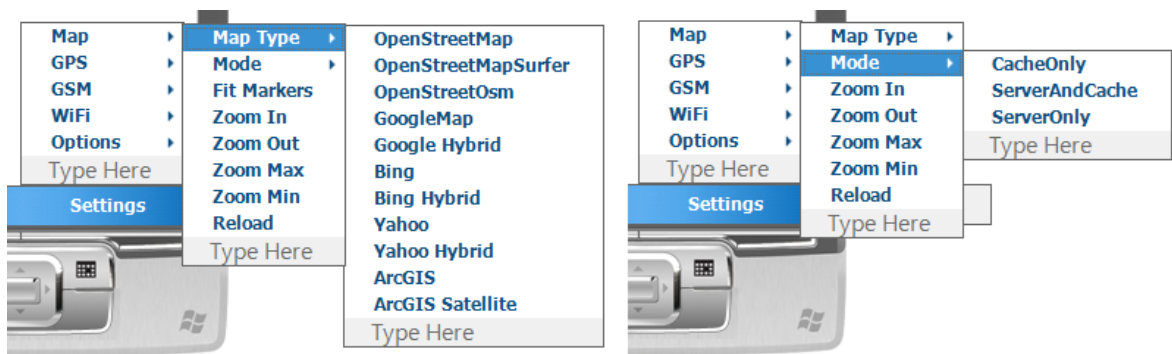 Map
GPS
GSM
WiFi
Options
Type Here
Settings
Map Type
Mode
Fit Markers
Zoom In
Zoom Out
Zoom Max
Zoom Min
Reload
Type Here
OpenStreetMap
OpenStreetMapSurfer
OpenStreetOsm
GoogleMap
Google Hybrid
Bing
Bing Hybrid
Yahoo
Yahoo Hybrid
ArcGIS
ArcGIS Satellite
Type Here
Map
GPS
GSM
WiFi
Options
Type Here
Settings
Map Type
Mode
Zoom In
Zoom Out
Zoom Max
Zoom Min
Reload
Type Here
CacheOnly
ServerAndCache
ServerOnly
Type Here